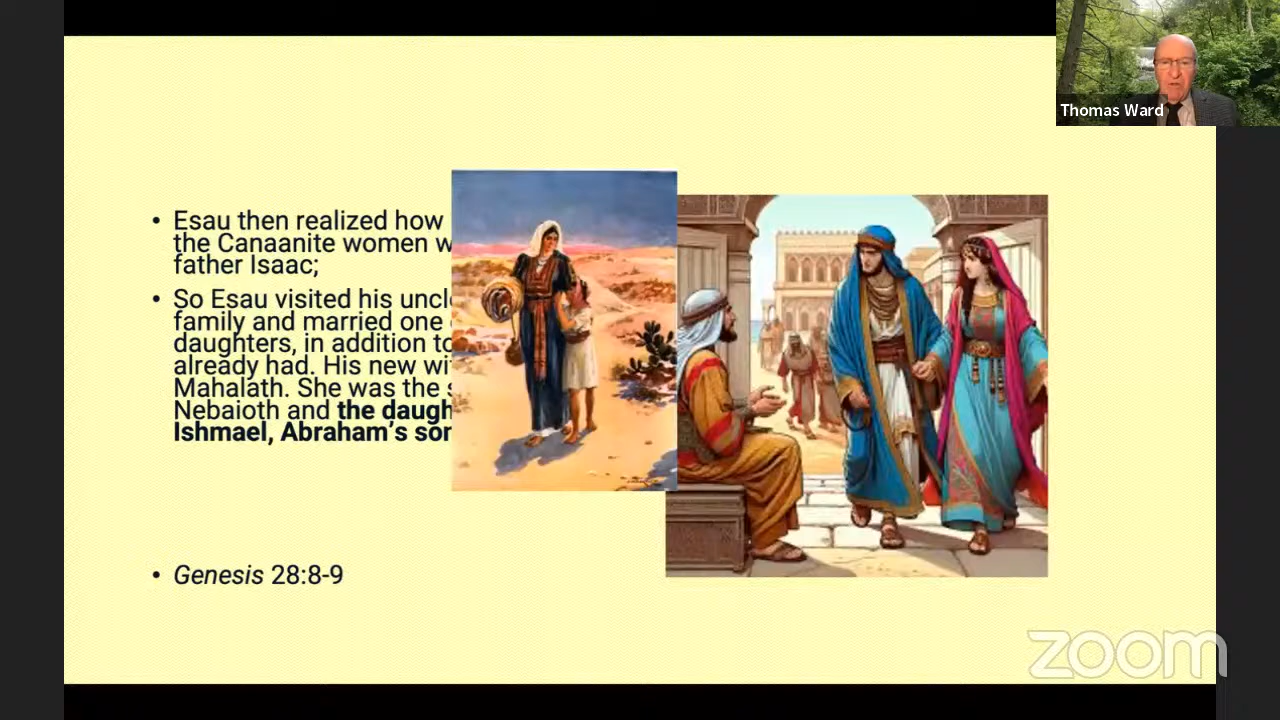 Thomas Ward
• Esau then realized how
the Canaanite women w
father Isaac;
• So Esau visited his uncl
family and married one
daughters, in addition to
already had. His new wi
Mahalath. She was the s
Nebaioth and the daugh
Ishmael, Abraham's son
• Genesis 28:8-9
zoom